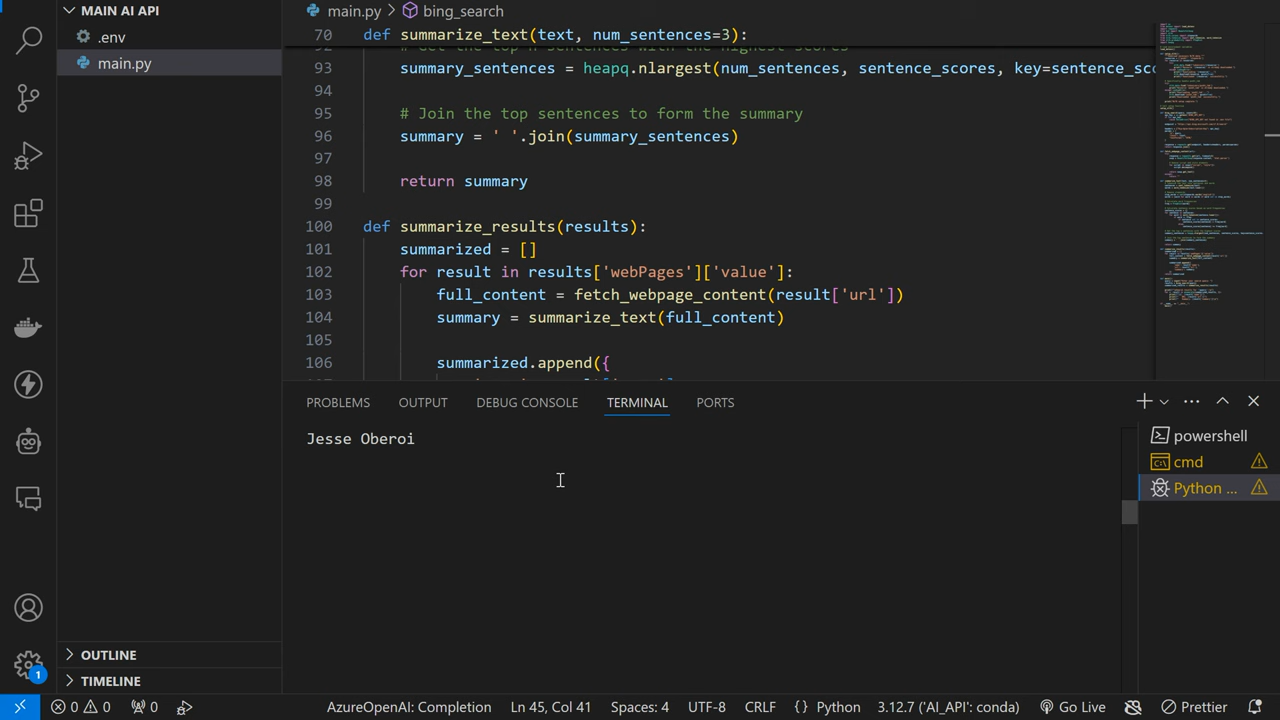 MAIN AI API
.env
main.py
main.py > bing_search
70 def summarize_text(text, num_sentences=3):
93 summary_sentences = heapq.nlargest(num_sentences, sentence_scores, key=sentence_sco
94
95 # Join the top sentences to form the summary
96 summary = ' '.join(summary_sentences)
97
98 return summary
99
100 def summarize_results(results):
101 summarized = []
102 for result in results['webPages']['value']:
103 full_content = fetch_webpage_content(result['url'])
104 summary = summarize_text(full_content)
105
106 summarized.append({
PROBLEMS OUTPUT DEBUG CONSOLE TERMINAL PORTS
Jesse Oberoi
powershell
cmd
Python ...
OUTLINE
TIMELINE
1
0 0 0 AzureOpenAI: Completion Ln 45, Col 41 Spaces: 4 UTF-8 CRLF {} Python 3.12.7 ('AI_API': conda) Go Live Prettier